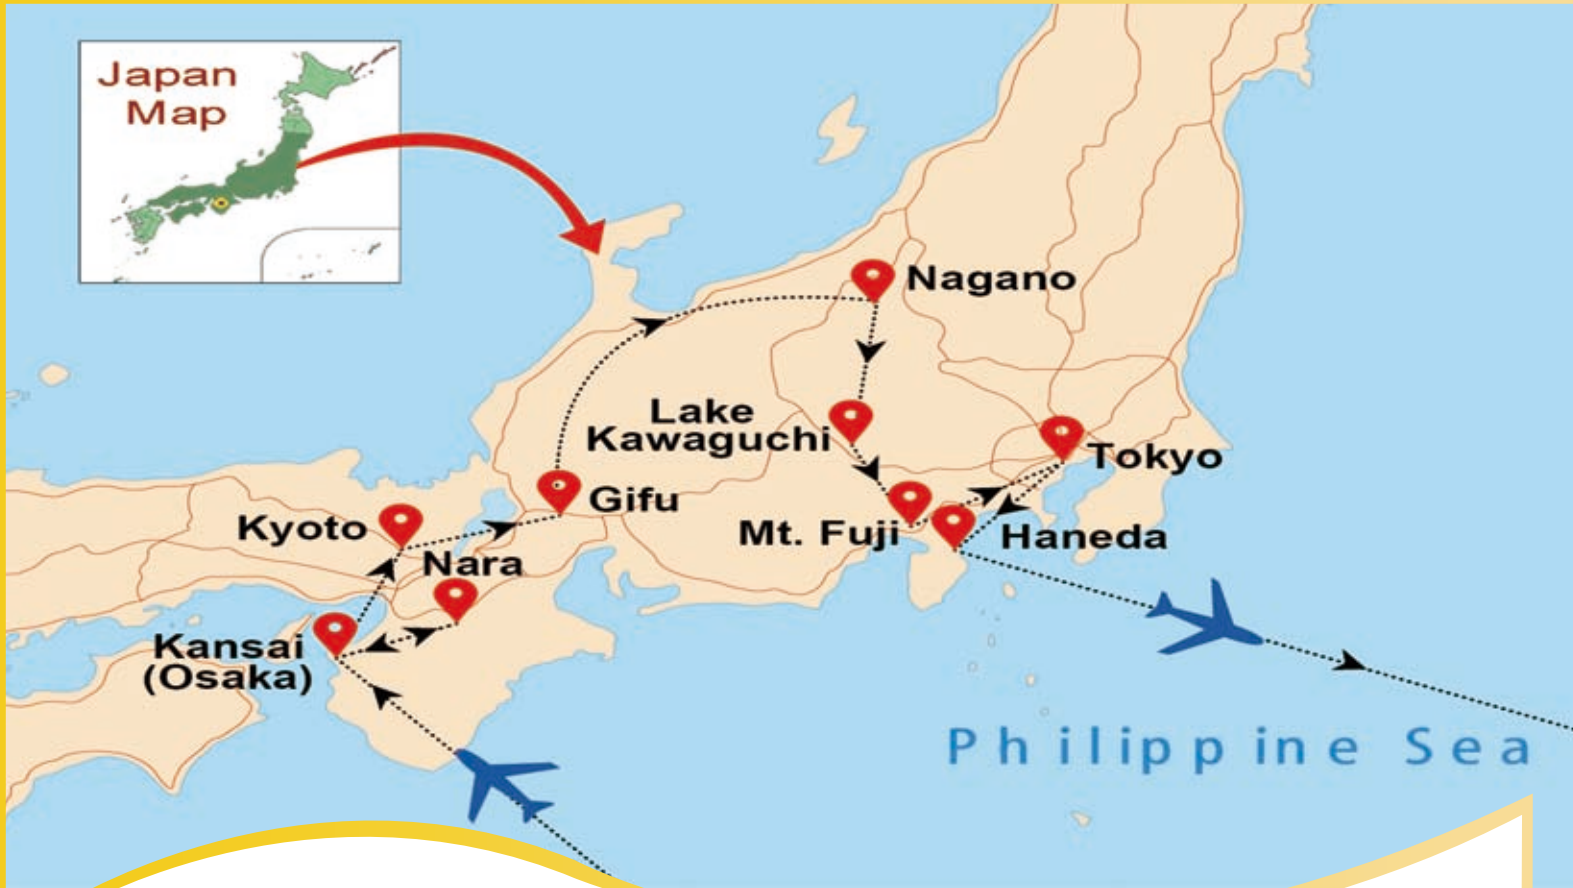 Japan
Map
Nagano
Lake
Kawaguchi
Tokyo
Gifu
Mt. Fuji
Haneda
Kyoto
Nara
Kansai
(Osaka)
Philippine Sea